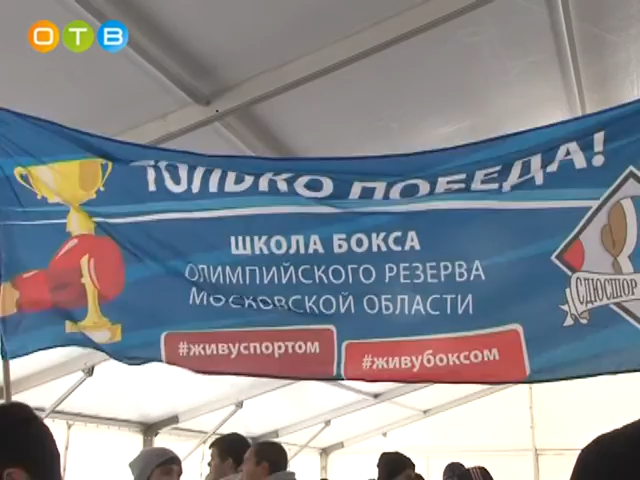 ОТВ
ТОЛЬКО ПОБЕДА!
ШКОЛА БОКСА
ОЛИМПИЙСКОГО РЕЗЕРВА
МОСКОВСКОЙ ОБЛАСТИ
СДЮСШОР
#живуспортом
#живубоксом